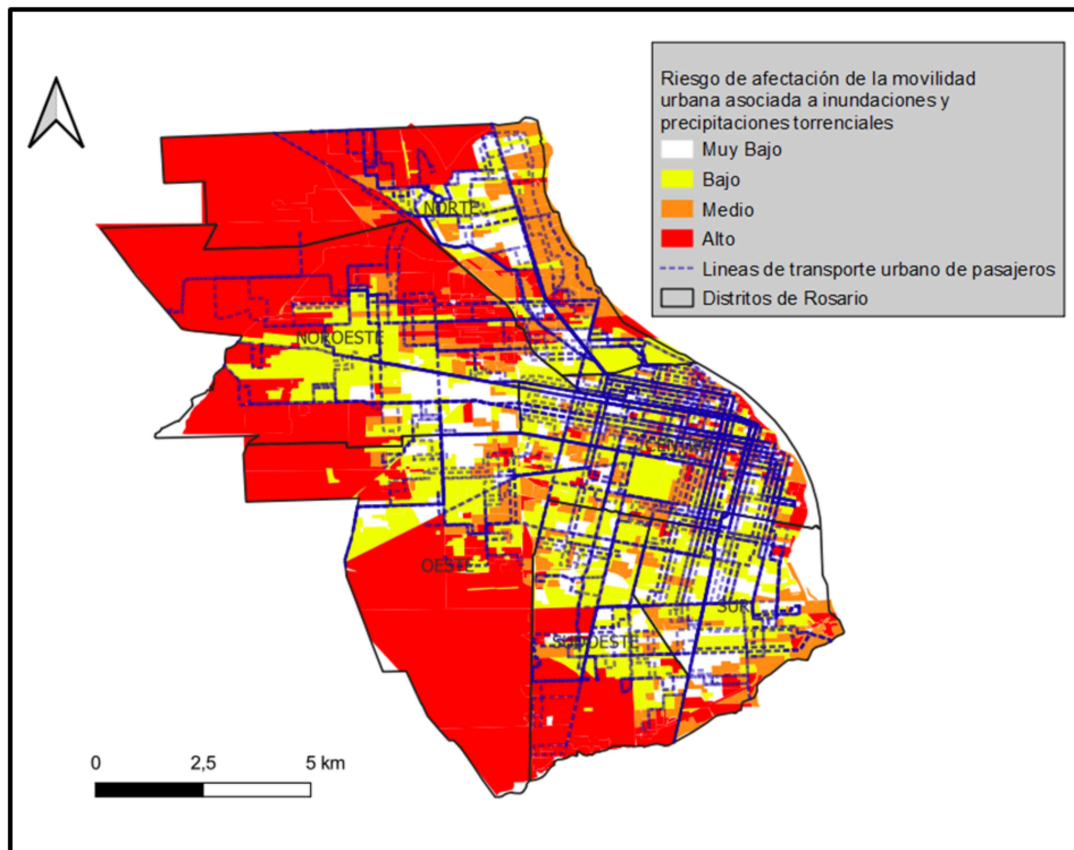 Riesgo de afectación de la movilidad
urbana asociada a inundaciones y
precipitaciones torrenciales
Muy Bajo
Bajo
Medio
Alto
Lineas de transporte urbano de pasajeros
Distritos de Rosario
NORTE
NOROESTE
CENTRO
OESTE
SUR
SUDOESTE
0 2,5 5 km